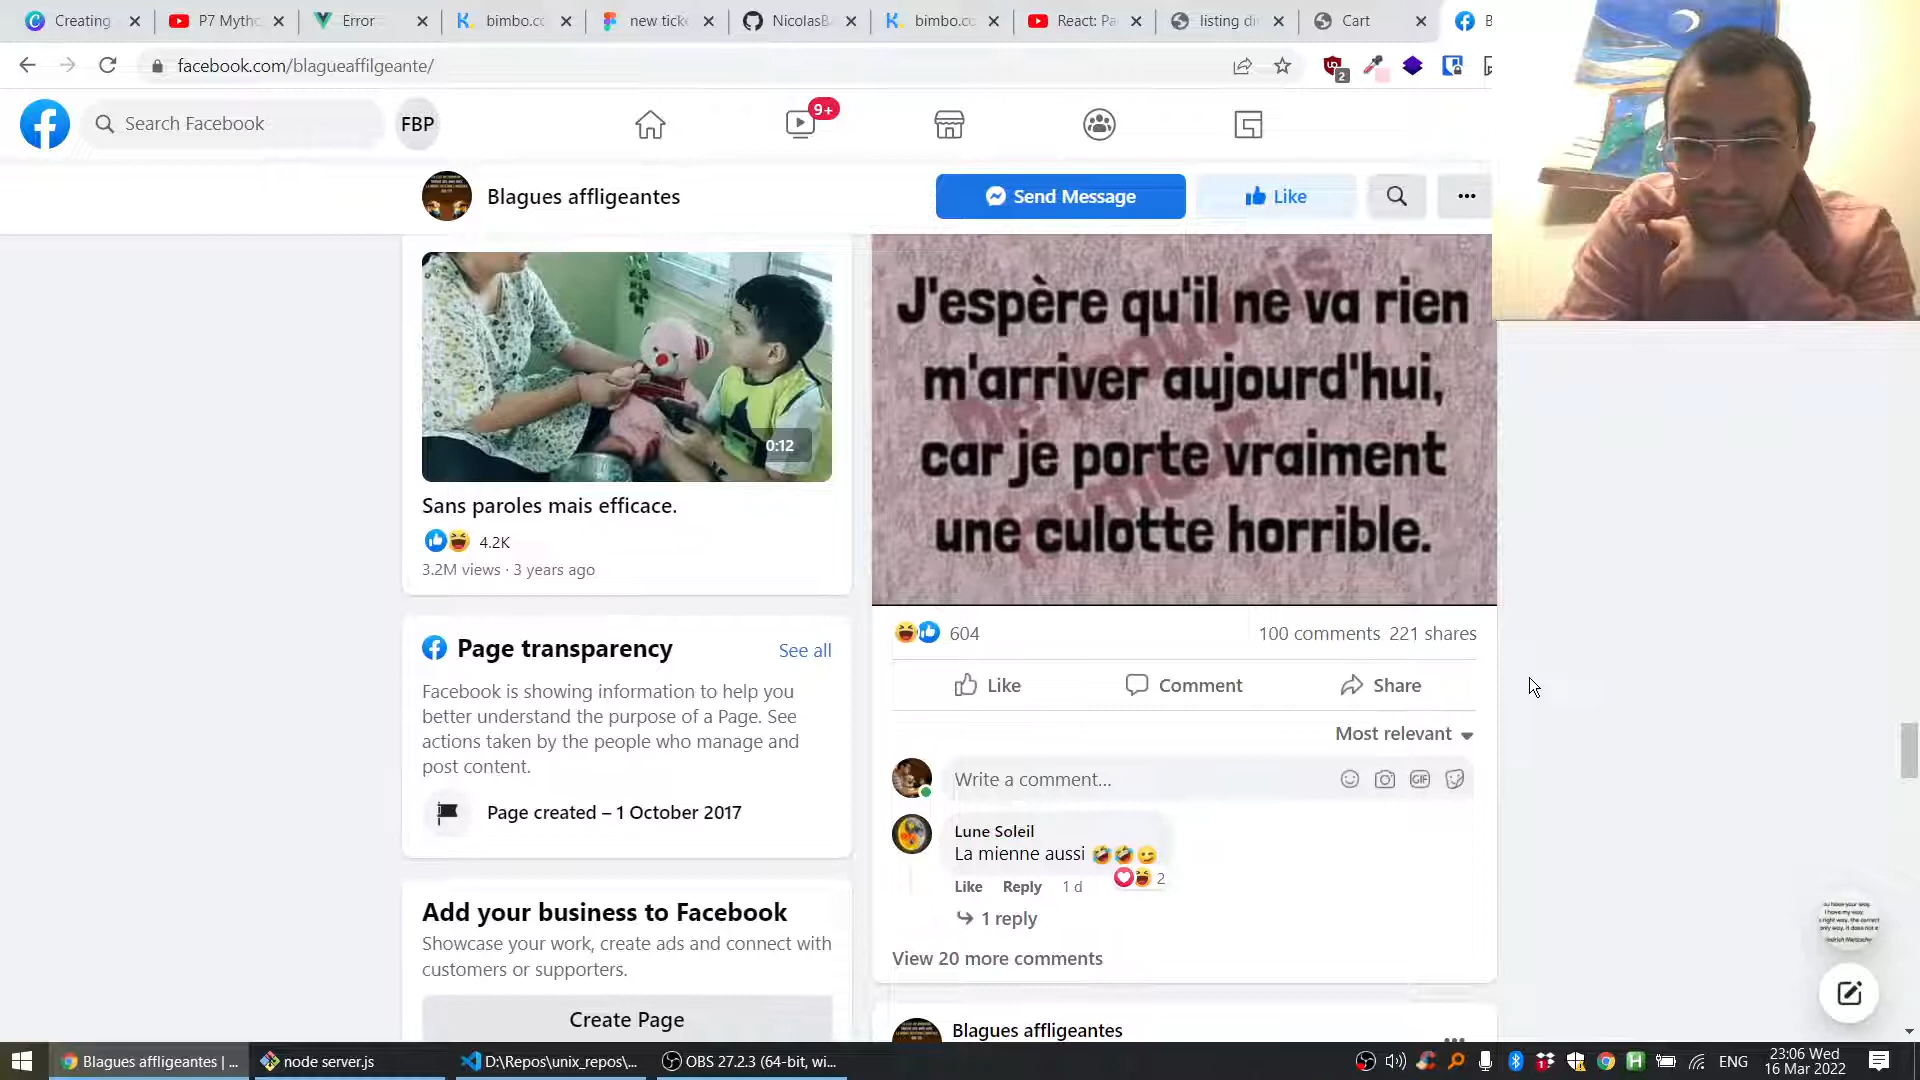 Creating
P7 Mytho
Error
bimbo.co
new ticke
NicolasB
bimbo.co
React: Pa
listing di
Cart
B
facebook.com/blagueaffilgeante/
2
Search Facebook
FBP
9+
Blagues affligeantes
Send Message
Like
0:12
Sans paroles mais efficace.
4.2K
3.2M views · 3 years ago
Page transparency
See all
Facebook is showing information to help you
better understand the purpose of a Page. See
actions taken by the people who manage and
post content.
Page created – 1 October 2017
Add your business to Facebook
Showcase your work, create ads and connect with
customers or supporters.
Create Page
J'espère qu'il ne va rien
m'arriver aujourd'hui,
car je porte vraiment
une culotte horrible.
604
100 comments 221 shares
Like
Comment
Share
Most relevant
Write a comment…
GIF
Lune Soleil
La mienne aussi 🤣🤣😉
2
Like Reply 1 d
1 reply
View 20 more comments
Blagues affligeantes
Blagues affligeantes | ...
node server.js
D:\Repos\unix_repos\...
OBS 27.2.3 (64-bit, wi...
ENG
23:06 Wed
16 Mar 2022